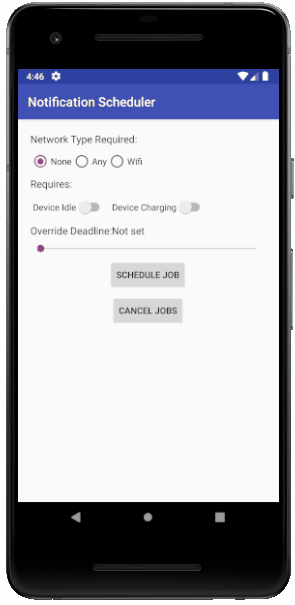 4:46
Notification Scheduler
Network Type Required:
None Any Wifi
Requires:
Device Idle Device Charging
Override Deadline:Not set
SCHEDULE JOB
CANCEL JOBS